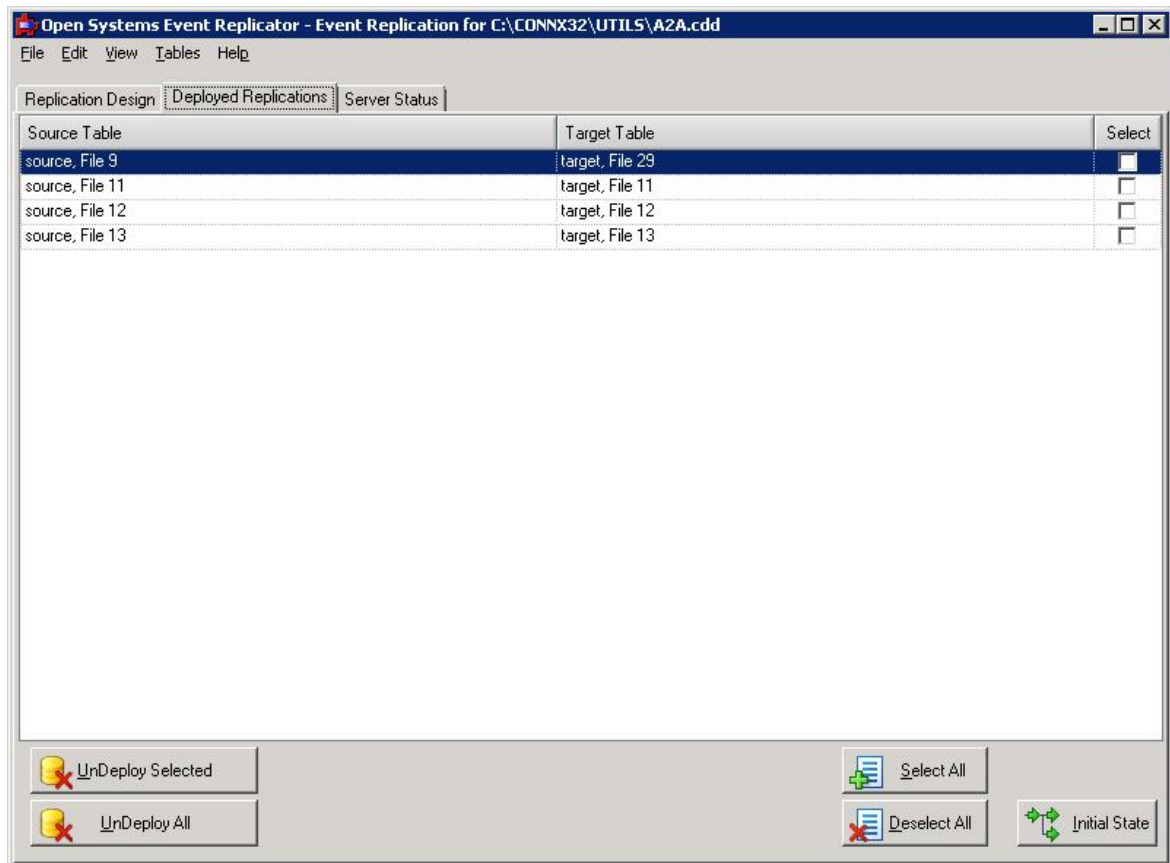 Open Systems Event Replicator - Event Replication for C:\CONNX32\UTILS\A2A.cdd
File Edit View Tables Help
Replication Design Deployed Replications Server Status
Source Table Target Table Select
source, File 9 target, File 29
source, File 11 target, File 11
source, File 12 target, File 12
source, File 13 target, File 13
UnDeploy Selected Select All
UnDeploy All Deselect All Initial State